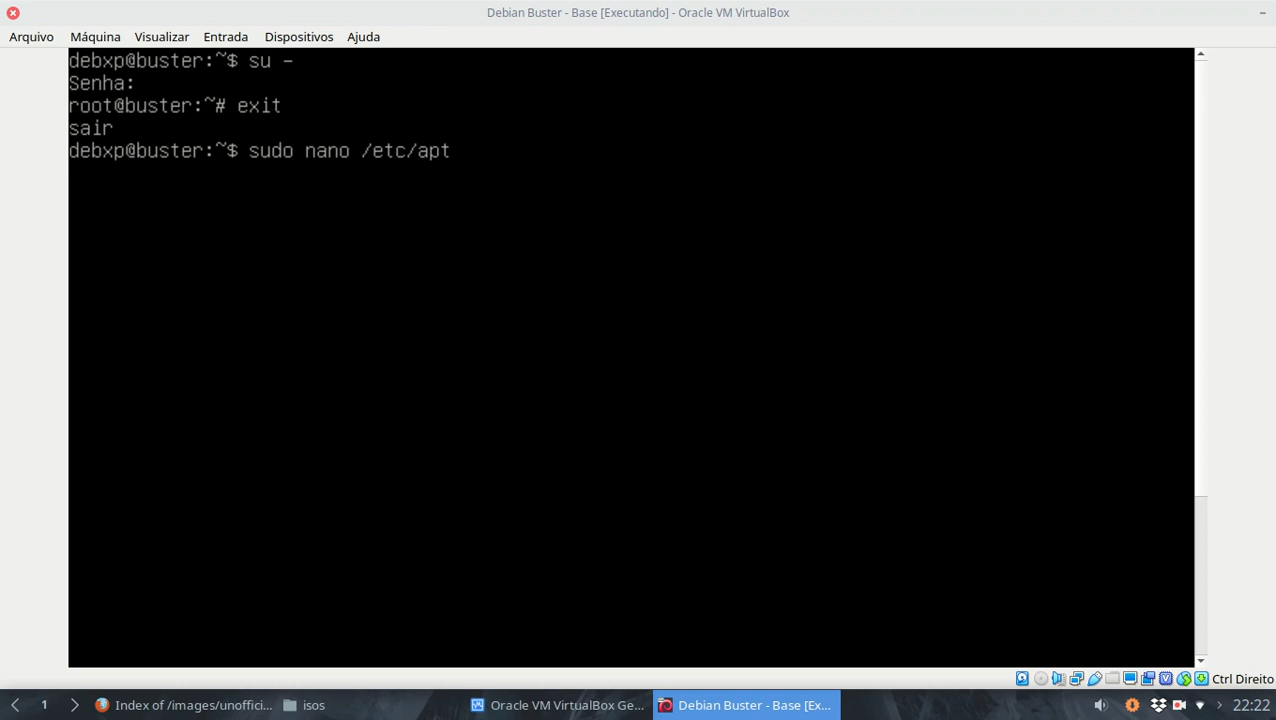 Debian Buster - Base [Executando] - Oracle VM VirtualBox
Arquivo Máquina Visualizar Entrada Dispositivos Ajuda
debxp@buster:~$ su -
Senha:
root@buster:~# exit
sair
debxp@buster:~$ sudo nano /etc/apt
Ctrl Direito
1 Index of /images/unoffici... isos Oracle VM VirtualBox Ge... Debian Buster - Base [Ex... 22:22